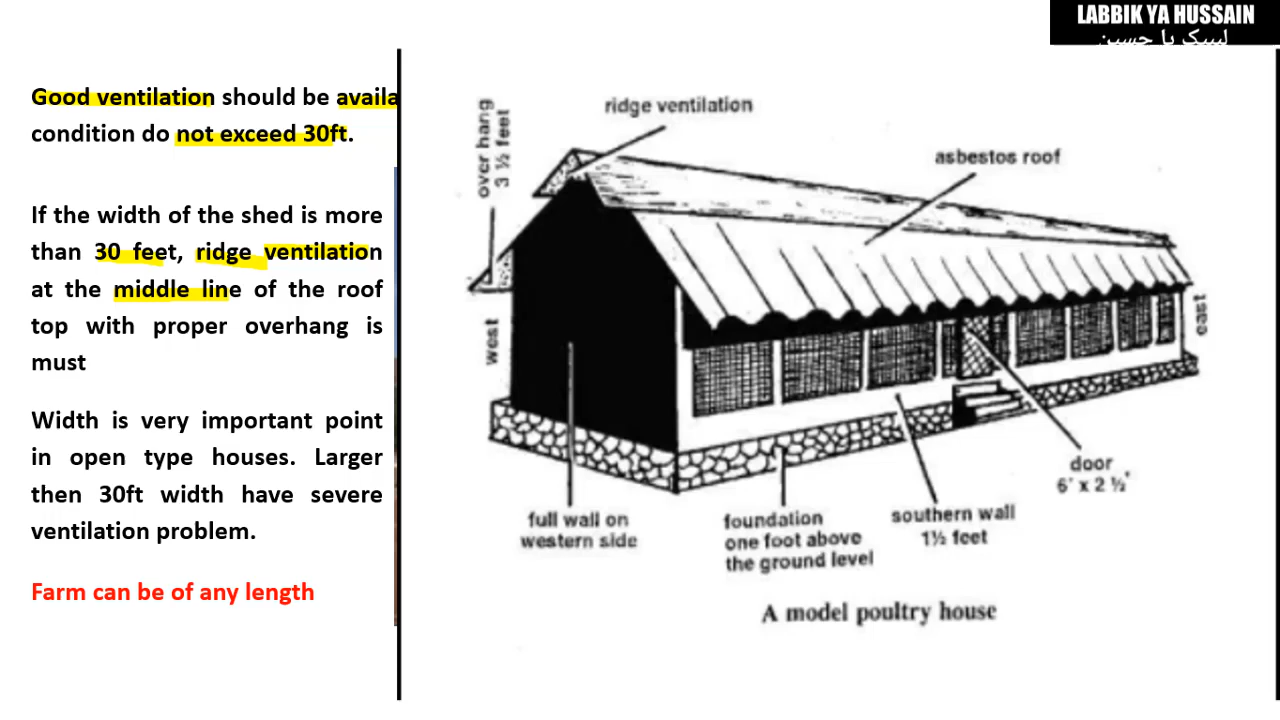 LABBIK YA HUSSAIN
لبیک یا حسین
Good ventilation should be availa
condition do not exceed 30ft.
If the width of the shed is more
than 30 feet, ridge ventilation
at the middle line of the roof
top with proper overhang is
must
Width is very important point
in open type houses. Larger
then 30ft width have severe
ventilation problem.
Farm can be of any length
over hang
3 ½ feet
ridge ventilation
asbestos roof
west
east
door
6' x 2 ½'
full wall on
western side
foundation
one foot above
the ground level
southern wall
1½ feet
A model poultry house